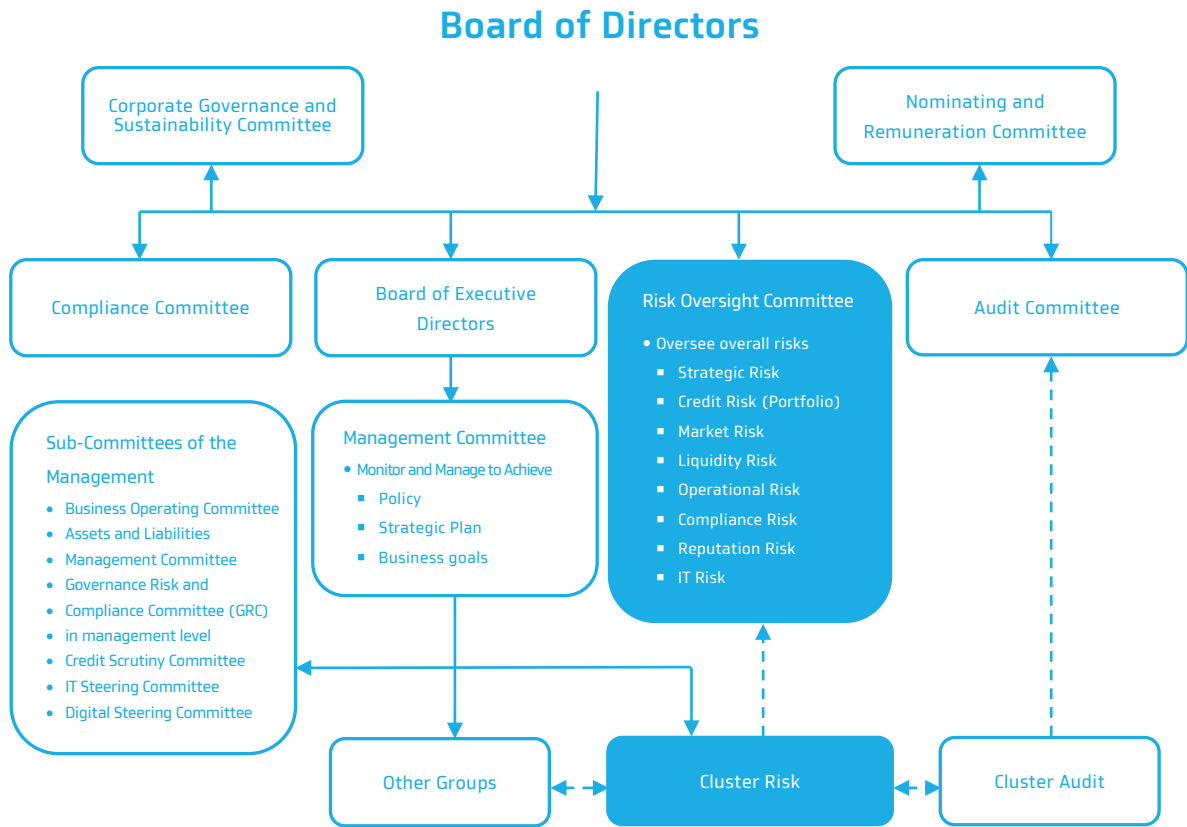 Board of Directors
Corporate Governance and
Sustainability Committee
Nominating and
Remuneration Committee
Compliance Committee
Board of Executive
Directors
Risk Oversight Committee
• Oversee overall risks
▪ Strategic Risk
▪ Credit Risk (Portfolio)
▪ Market Risk
▪ Liquidity Risk
▪ Operational Risk
▪ Compliance Risk
▪ Reputation Risk
▪ IT Risk
Audit Committee
Sub-Committees of the
Management
• Business Operating Committee
• Assets and Liabilities
• Management Committee
• Governance Risk and
• Compliance Committee (GRC)
• in management level
• Credit Scrutiny Committee
• IT Steering Committee
• Digital Steering Committee
Management Committee
• Monitor and Manage to Achieve
▪ Policy
▪ Strategic Plan
▪ Business goals
Other Groups
Cluster Risk
Cluster Audit